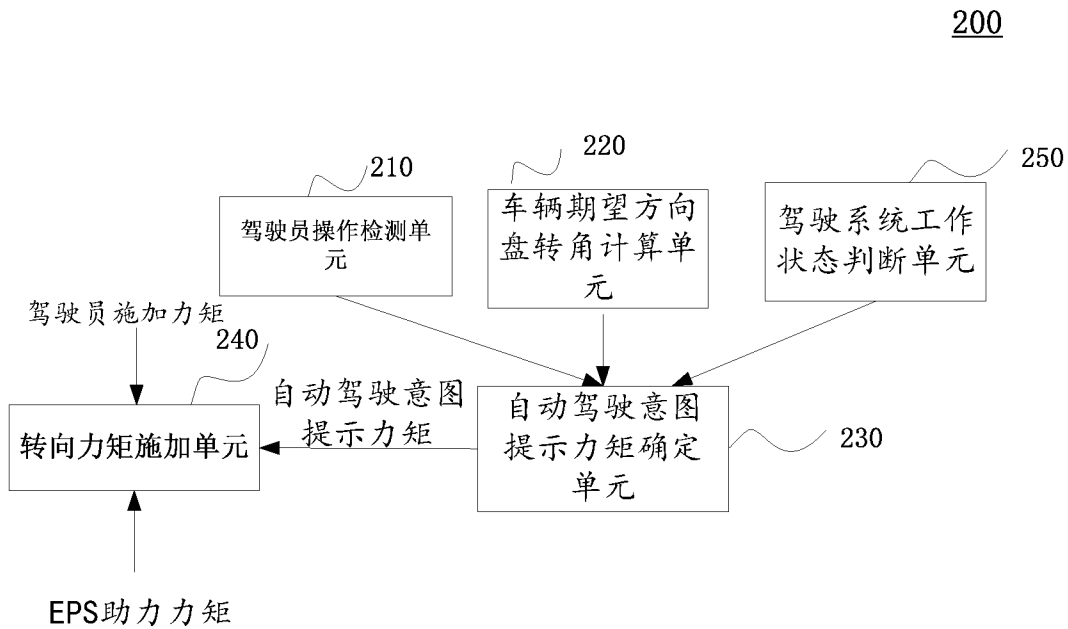 200
210
220
250
驾驶员操作检测单
元
车辆期望方向
盘转角计算单
元
驾驶系统工作
状态判断单元
驾驶员施加力矩
240
自动驾驶意图
提示力矩
转向力矩施加单元
自动驾驶意图
提示力矩确定
单元
230
EPS助力力矩